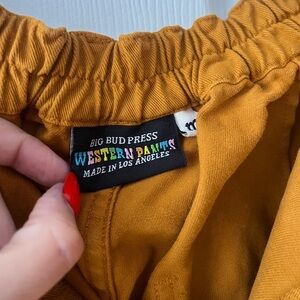 BIG BUD PRESS
WESTERN PANTS
MADE IN LOS ANGELES